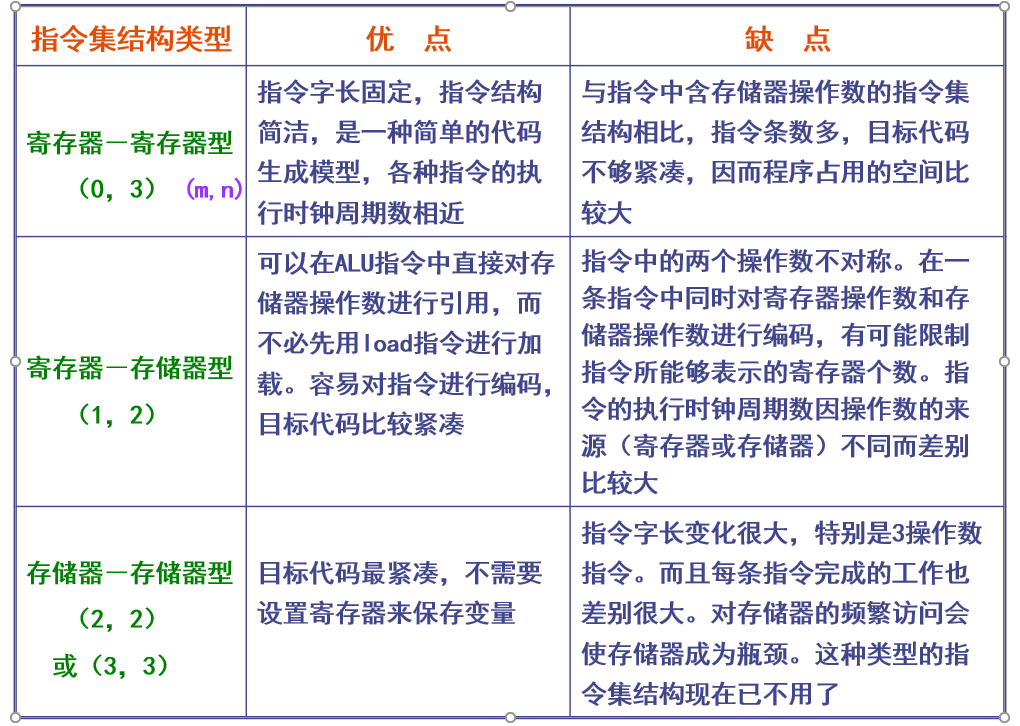 指令集结构类型
优 点
缺 点
寄存器－寄存器型
（0，3） (m,n)
指令字长固定，指令结构
简洁，是一种简单的代码
生成模型，各种指令的执
行时钟周期数相近
与指令中含存储器操作数的指令集
结构相比，指令条数多，目标代码
不够紧凑，因而程序占用的空间比
较大
寄存器－存储器型
（1，2）
可以在ALU指令中直接对存
储器操作数进行引用，而
不必先用load指令进行加
载。容易对指令进行编码，
目标代码比较紧凑
指令中的两个操作数不对称。在一
条指令中同时对寄存器操作数和存
储器操作数进行编码，有可能限制
指令所能够表示的寄存器个数。指
令的执行时钟周期数因操作数的来
源（寄存器或存储器）不同而差别
比较大
存储器－存储器型
（2，2）
或（3，3）
目标代码最紧凑，不需要
设置寄存器来保存变量
指令字长变化很大，特别是3操作数
指令。而且每条指令完成的工作也
差别很大。对存储器的频繁访问会
使存储器成为瓶颈。这种类型的指
令集结构现在已不用了